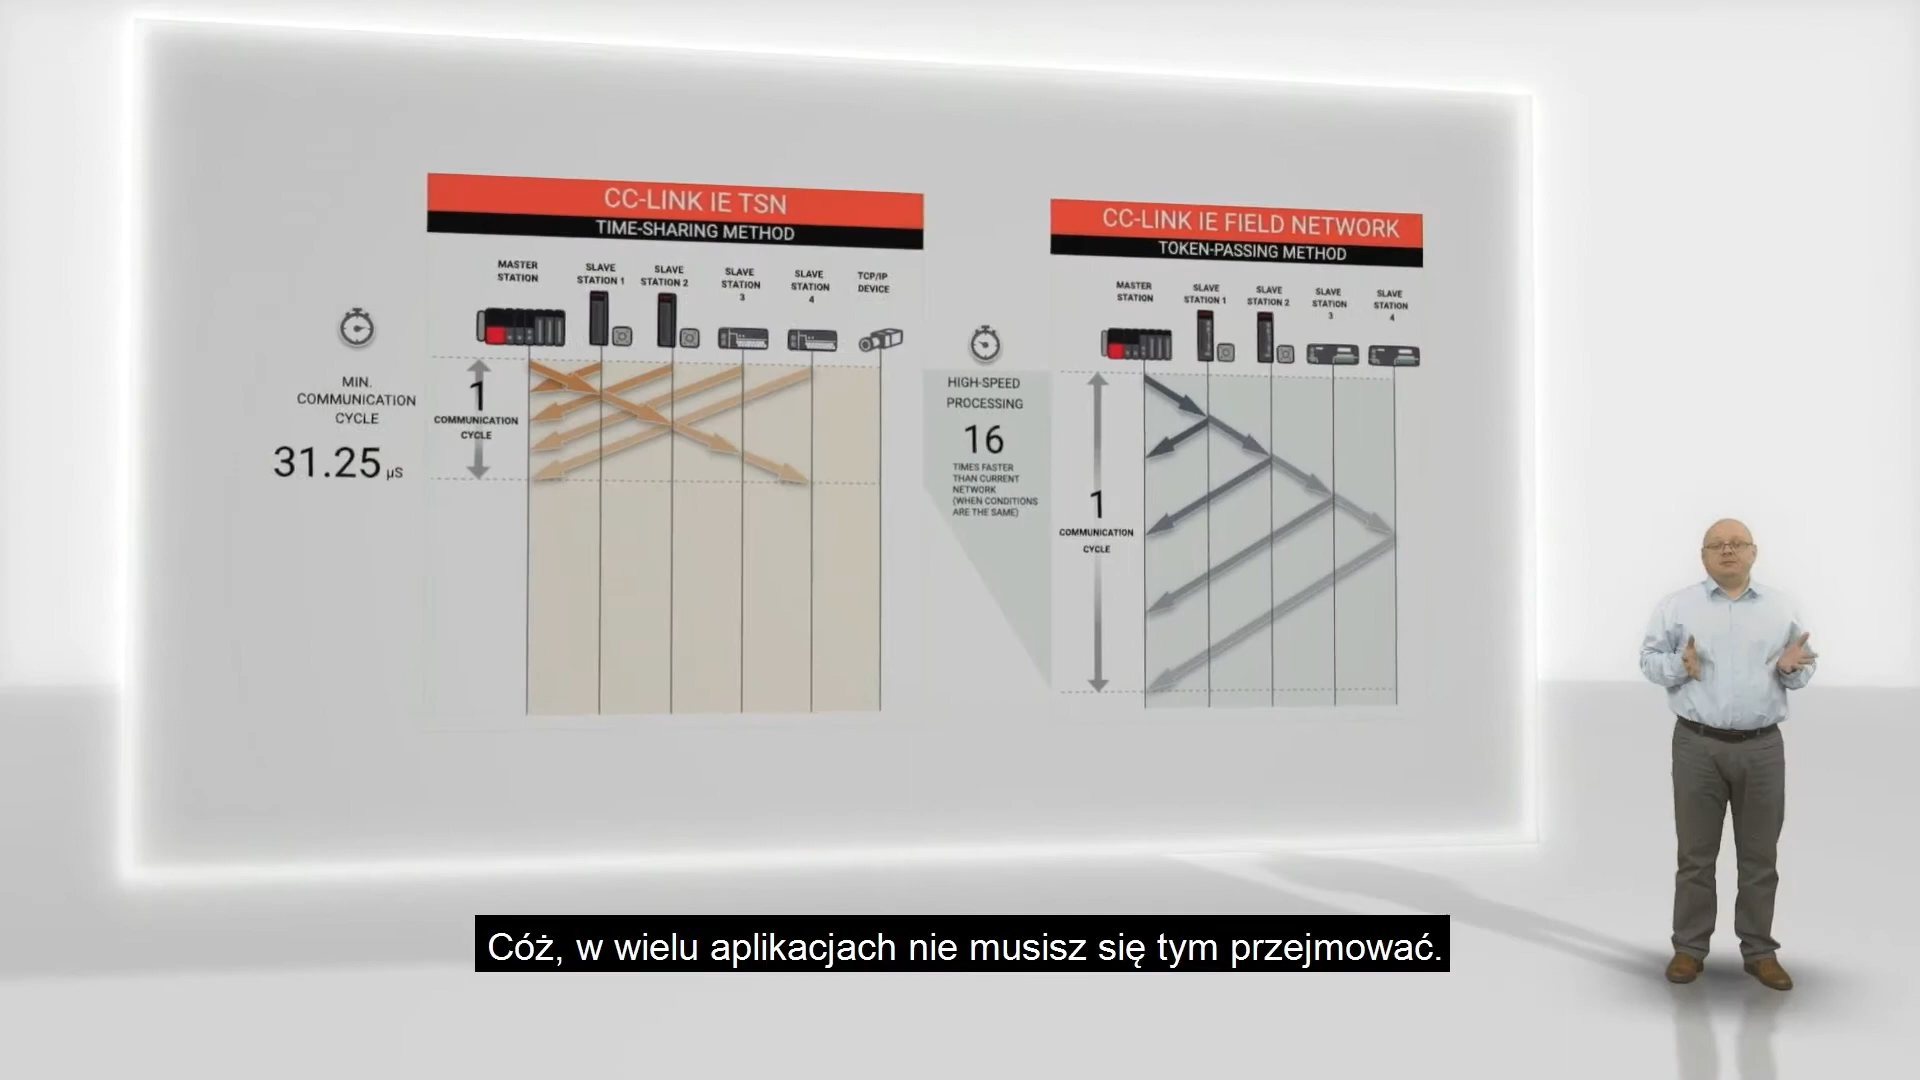 CC-LINK IE TSN
TIME-SHARING METHOD
MASTER
STATION
SLAVE
STATION 1
SLAVE
STATION 2
SLAVE
STATION
3
SLAVE
STATION
4
TCP/IP
DEVICE
MIN.
COMMUNICATION
CYCLE
31.25 µS
1
COMMUNICATION
CYCLE
HIGH-SPEED
PROCESSING
16
TIMES FASTER
THAN CURRENT
NETWORK
(WHEN CONDITIONS
ARE THE SAME)
CC-LINK IE FIELD NETWORK
TOKEN-PASSING METHOD
MASTER
STATION
SLAVE
STATION 1
SLAVE
STATION 2
SLAVE
STATION
3
SLAVE
STATION
4
1
COMMUNICATION
CYCLE
Cóż, w wielu aplikacjach nie musisz się tym przejmować.